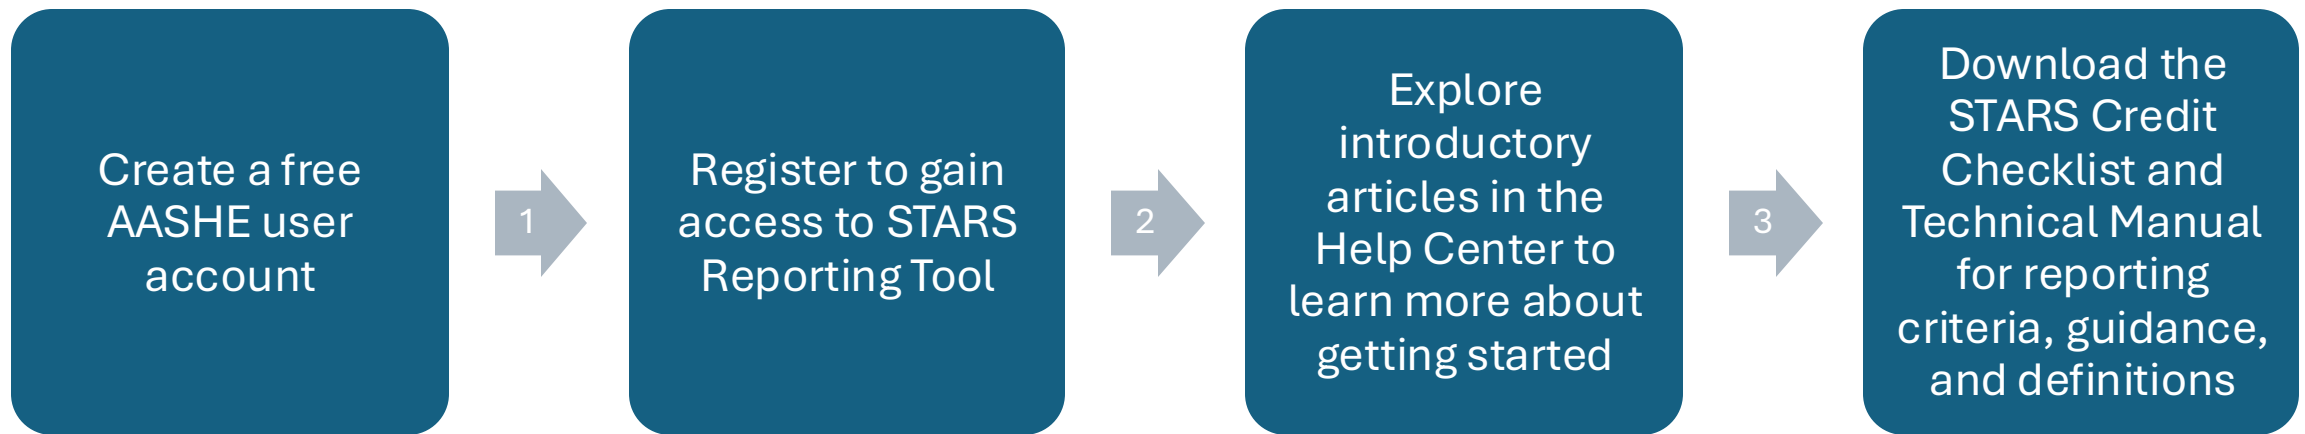 Create a free
AASHE user
account
1
Register to gain
access to STARS
Reporting Tool
2
Explore
introductory
articles in the
Help Center to
learn more about
getting started
3
Download the
STARS Credit
Checklist and
Technical Manual
for reporting
criteria, guidance,
and definitions